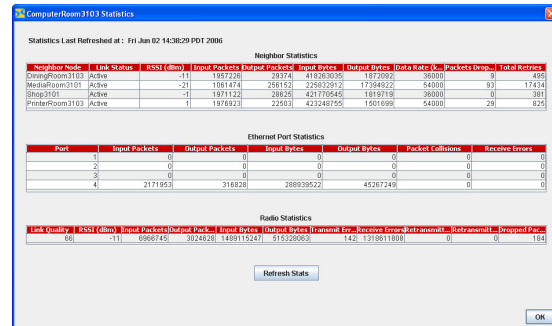 ComputerRoom3103 Statistics
Statistics Last Refreshed at : Fri Jun 02 14:38:29 PDT 2006
Neighbor Statistics
Neighbor Node Link Status RSSI (dBm) Input Packets Output Packets Input Bytes Output Bytes Data Rate (k... Packets Drop... Total Retries
DiningRoom3103 Active -11 1957226 29374 418263035 1872092 36000 9 495
MediaRoom3101 Active -21 1061474 256152 225832912 17394922 54000 93 17434
Shop3101 Active -1 1971122 28625 421770545 1819719 36000 0 381
PrinterRoom3103 Active 1 1976923 22503 423248755 1501699 54000 29 825
Ethernet Port Statistics
Port Input Packets Output Packets Input Bytes Output Bytes Packet Collisions Receive Errors
1 0 0 0 0 0 0
2 0 0 0 0 0 0
3 0 0 0 0 0 0
4 2171953 316828 288939522 45267249 0 0
Radio Statistics
Link Quality RSSI (dBm) Input Packets Output Pack... Input Bytes Output Bytes Transmit Err... Receive Errors Retransmitt... Retransmitt... Dropped Pac...
66 -11 6966745 3024628 1489115247 515328063 142 1318611808 0 0 184
Refresh Stats
OK